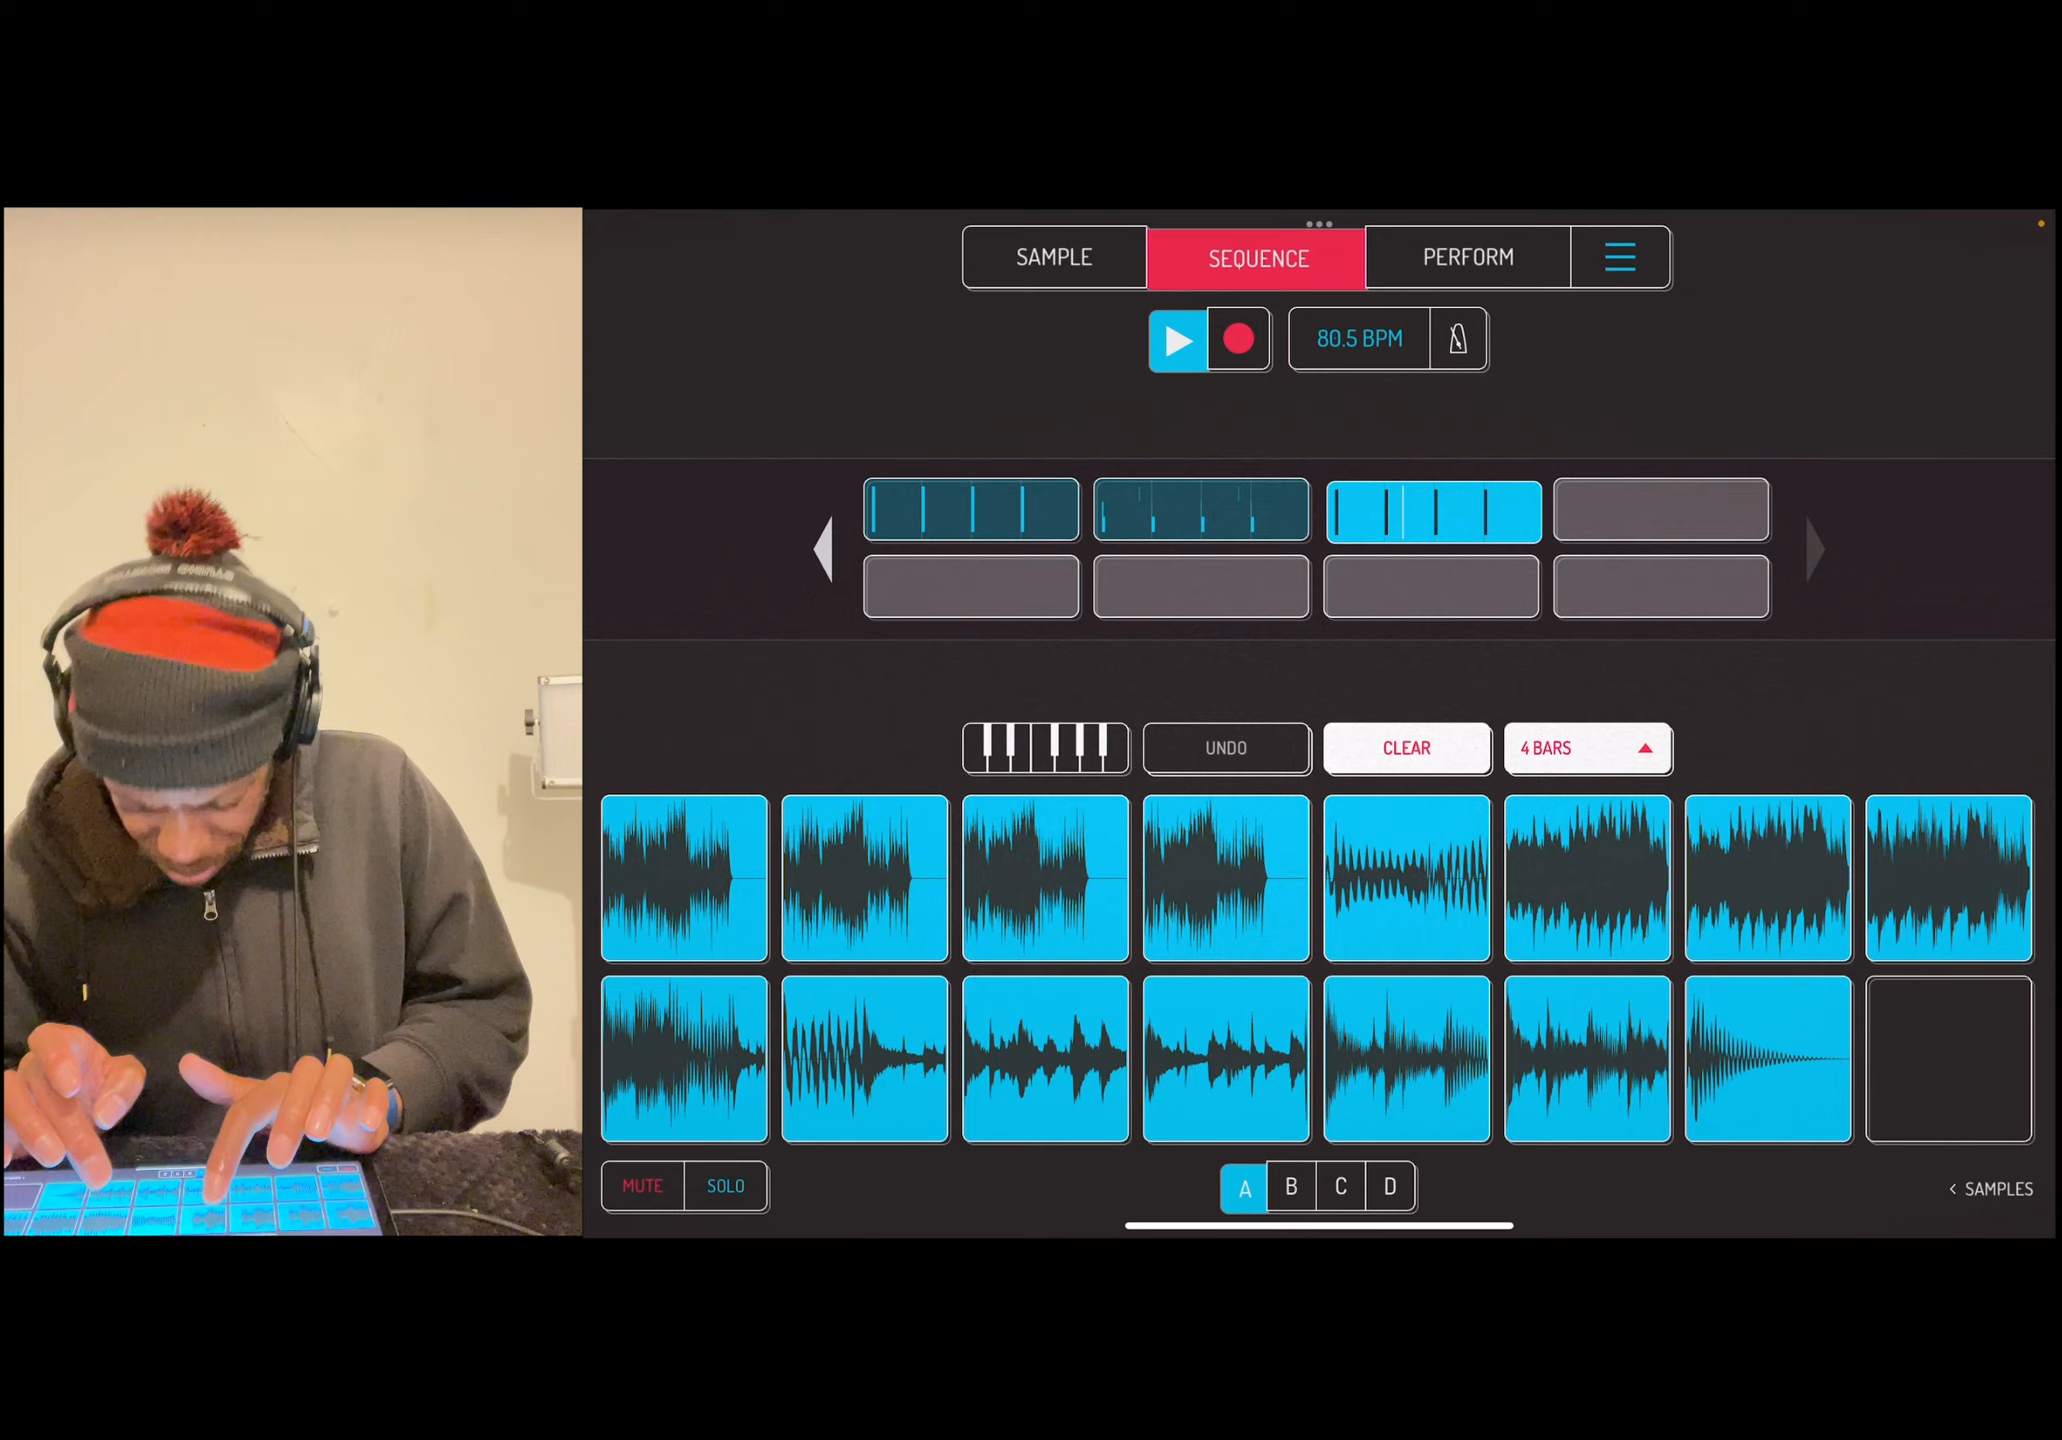 SAMPLE
SEQUENCE
PERFORM
80.5 BPM
UNDO
CLEAR
4 BARS
MUTE
SOLO
A
B
C
D
< SAMPLES